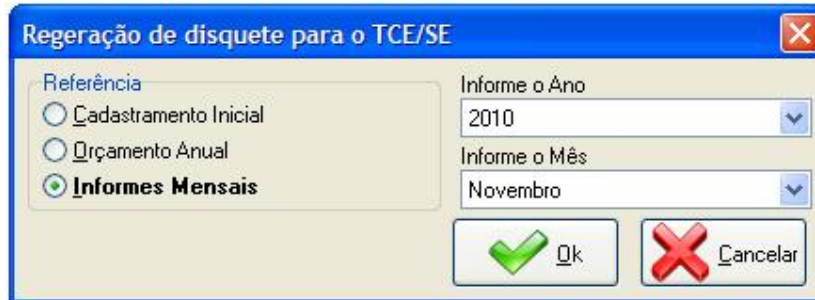 Regeração de disquete para o TCE/SE
Referência
Cadastramento Inicial
Orçamento Anual
Informes Mensais
Informe o Ano
2010
Informe o Mês
Novembro
Ok
Cancelar